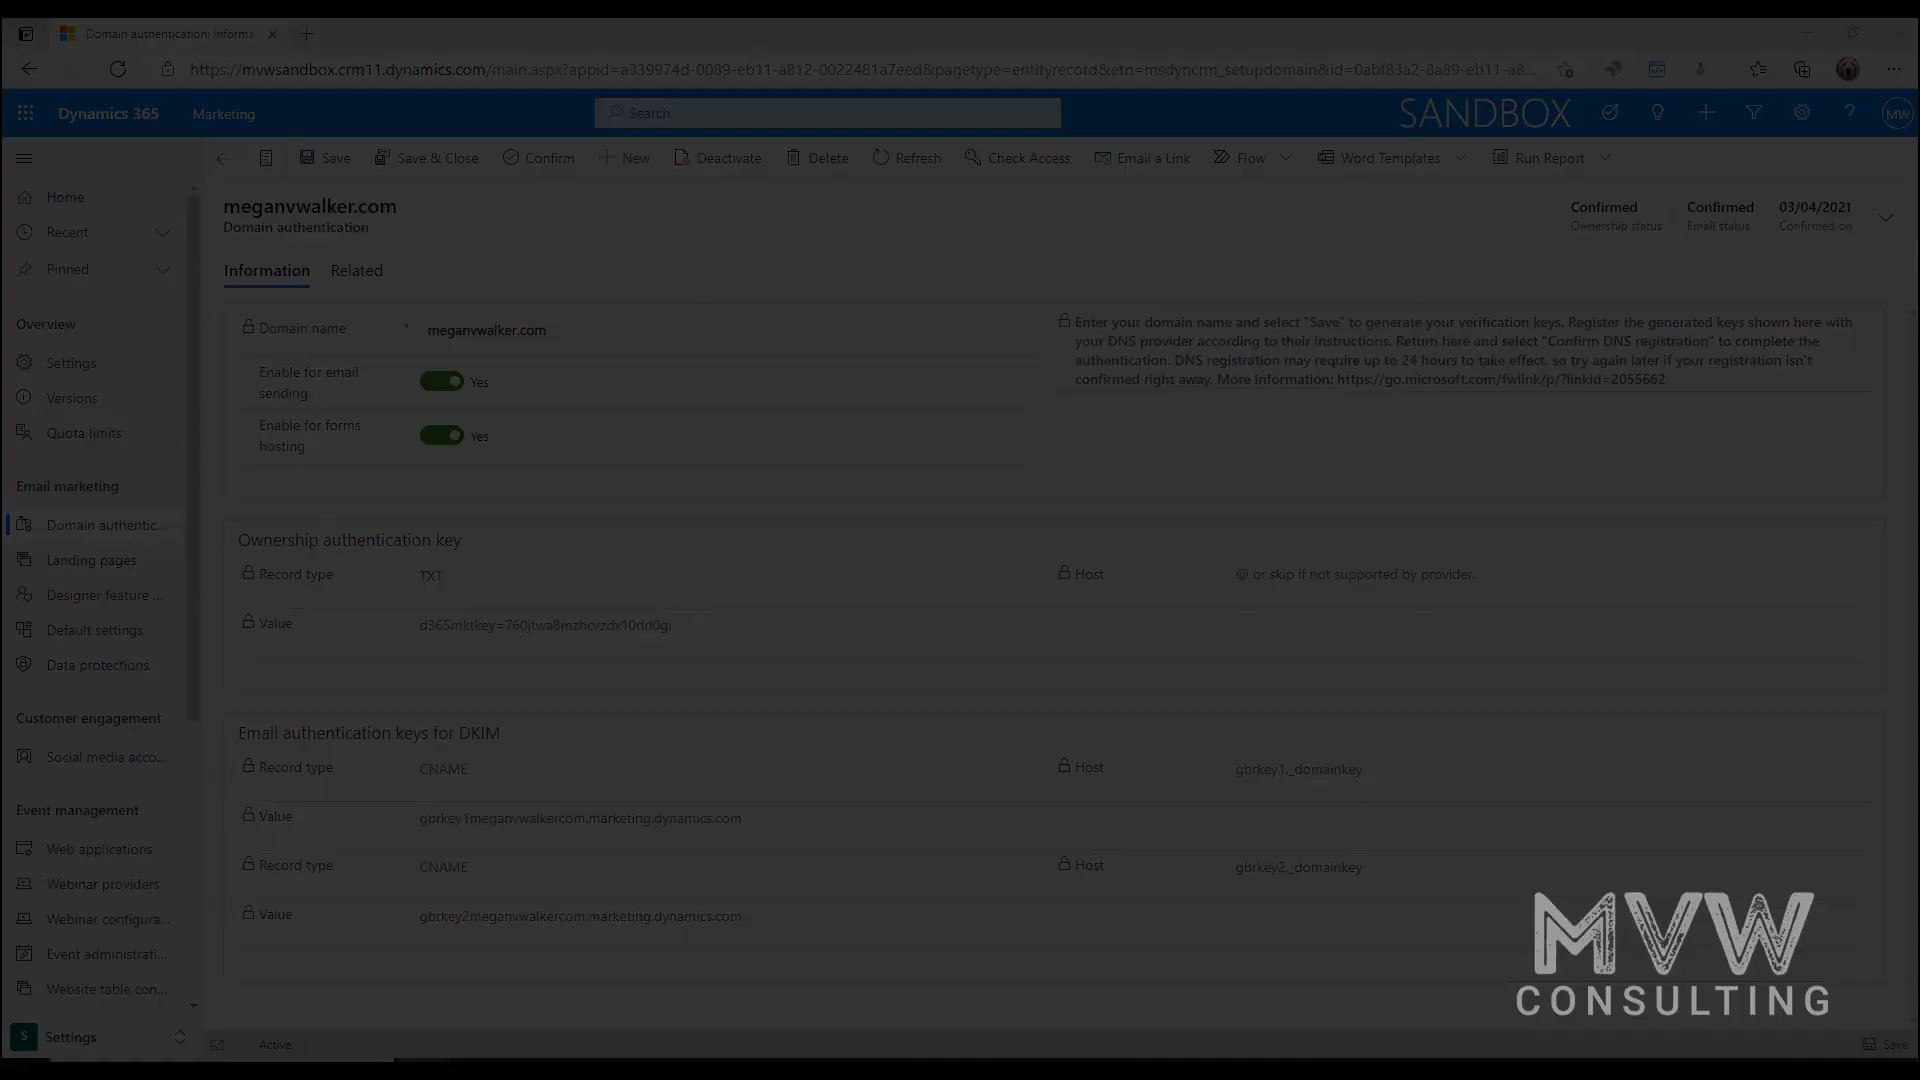 Domain authentication: Informa
https://mvwsandbox.crm11.dynamics.com/main.aspx?appid=a339974d-0089-eb11-a812-0022481a7eed&pagetype=entityrecord&etn=msdyncrm_setupdomain&id=0abf83a2-8a89-eb11-a8...
Dynamics 365 Marketing Search SANDBOX MW
Save Save & Close Confirm New Deactivate Delete Refresh Check Access Email a Link Flow Word Templates Run Report
Home
Recent
Pinned
Overview
Settings
Versions
Quota limits
Email marketing
Domain authentic...
Landing pages
Designer feature ...
Default settings
Data protections
Customer engagement
Social media acco...
Event management
Web applications
Webinar providers
Webinar configura...
Event administrati...
Website table con...
S Settings
meganvwalker.com
Domain authentication
Confirmed
Ownership status
Confirmed
Email status
03/04/2021
Confirmed on
Information Related
Domain name * meganvwalker.com
Enable for email
sending
Yes
Enable for forms
hosting
Yes
Enter your domain name and select "Save" to generate your verification keys. Register the generated keys shown here with
your DNS provider according to their instructions. Return here and select "Confirm DNS registration" to complete the
authentication. DNS registration may require up to 24 hours to take effect, so try again later if your registration isn't
confirmed right away. More information: https://go.microsoft.com/fwlink/p/?linkid=2055662
Ownership authentication key
Record type TXT Host @ or skip if not supported by provider.
Value
Email authentication keys for DKIM
Record type CNAME Host gbrkey1._domainkey
Value gbrkey1meganvwalkercom.marketing.dynamics.com
Record type CNAME Host gbrkey2._domainkey
Value gbrkey2meganvwalkercom.marketing.dynamics.com
Active Save
MVW
CONSULTING